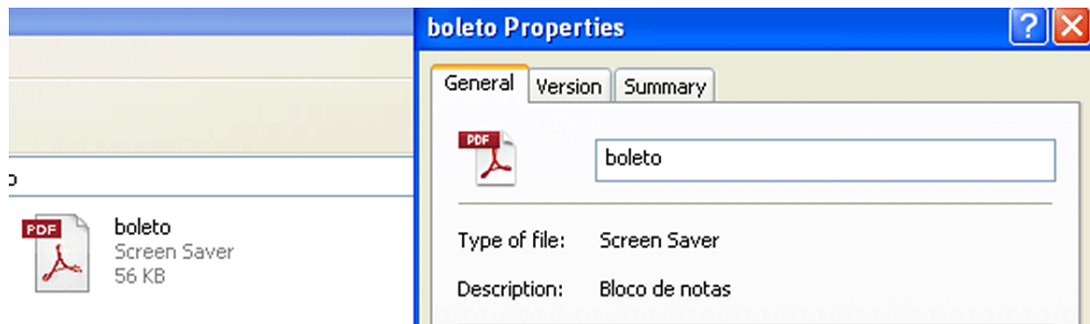 boleto Properties
General Version Summary
PDF boleto
Type of file: Screen Saver
Description: Bloco de notas
o
PDF boleto
Screen Saver
56 KB